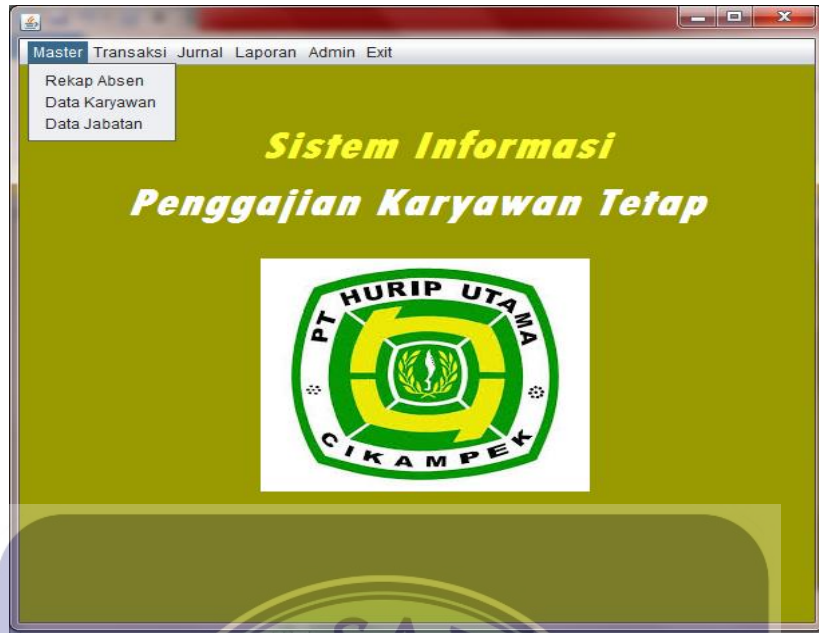 Master Transaksi Jurnal Laporan Admin Exit
Rekap Absen
Data Karyawan
Data Jabatan
Sistem Informasi
Penggajian Karyawan Tetap
PT HURIP UTAMA
CIKAMPEK